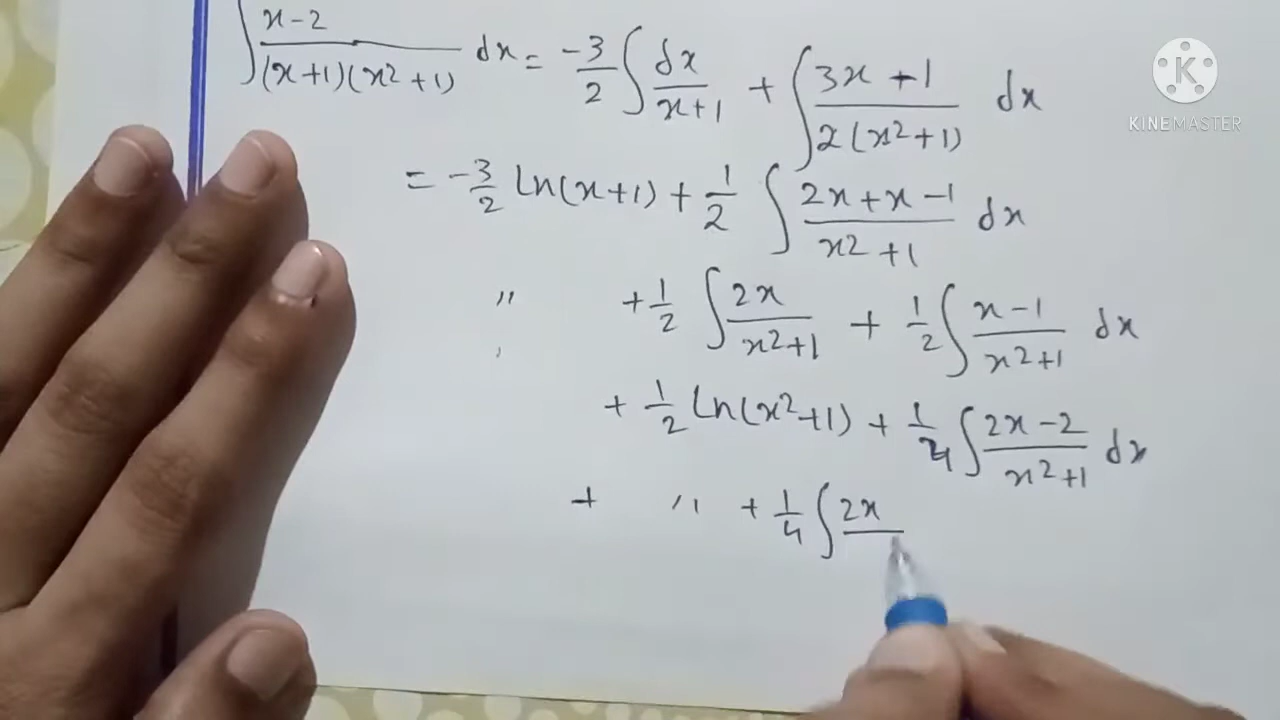 ∫ x-2 / (x+1)(x²+1) dx = -3/2 ∫ dx / x+1 + ∫ 3x+1 / 2(x²+1) dx
KINEMASTER
= -3/2 ln(x+1) + 1/2 ∫ 2x+x-1 / x²+1 dx
" + 1/2 ∫ 2x / x²+1 + 1/2 ∫ x-1 / x²+1 dx
+ 1/2 ln(x²+1) + 1/4 ∫ 2x-2 / x²+1 dx
+ " + 1/4 ∫ 2x